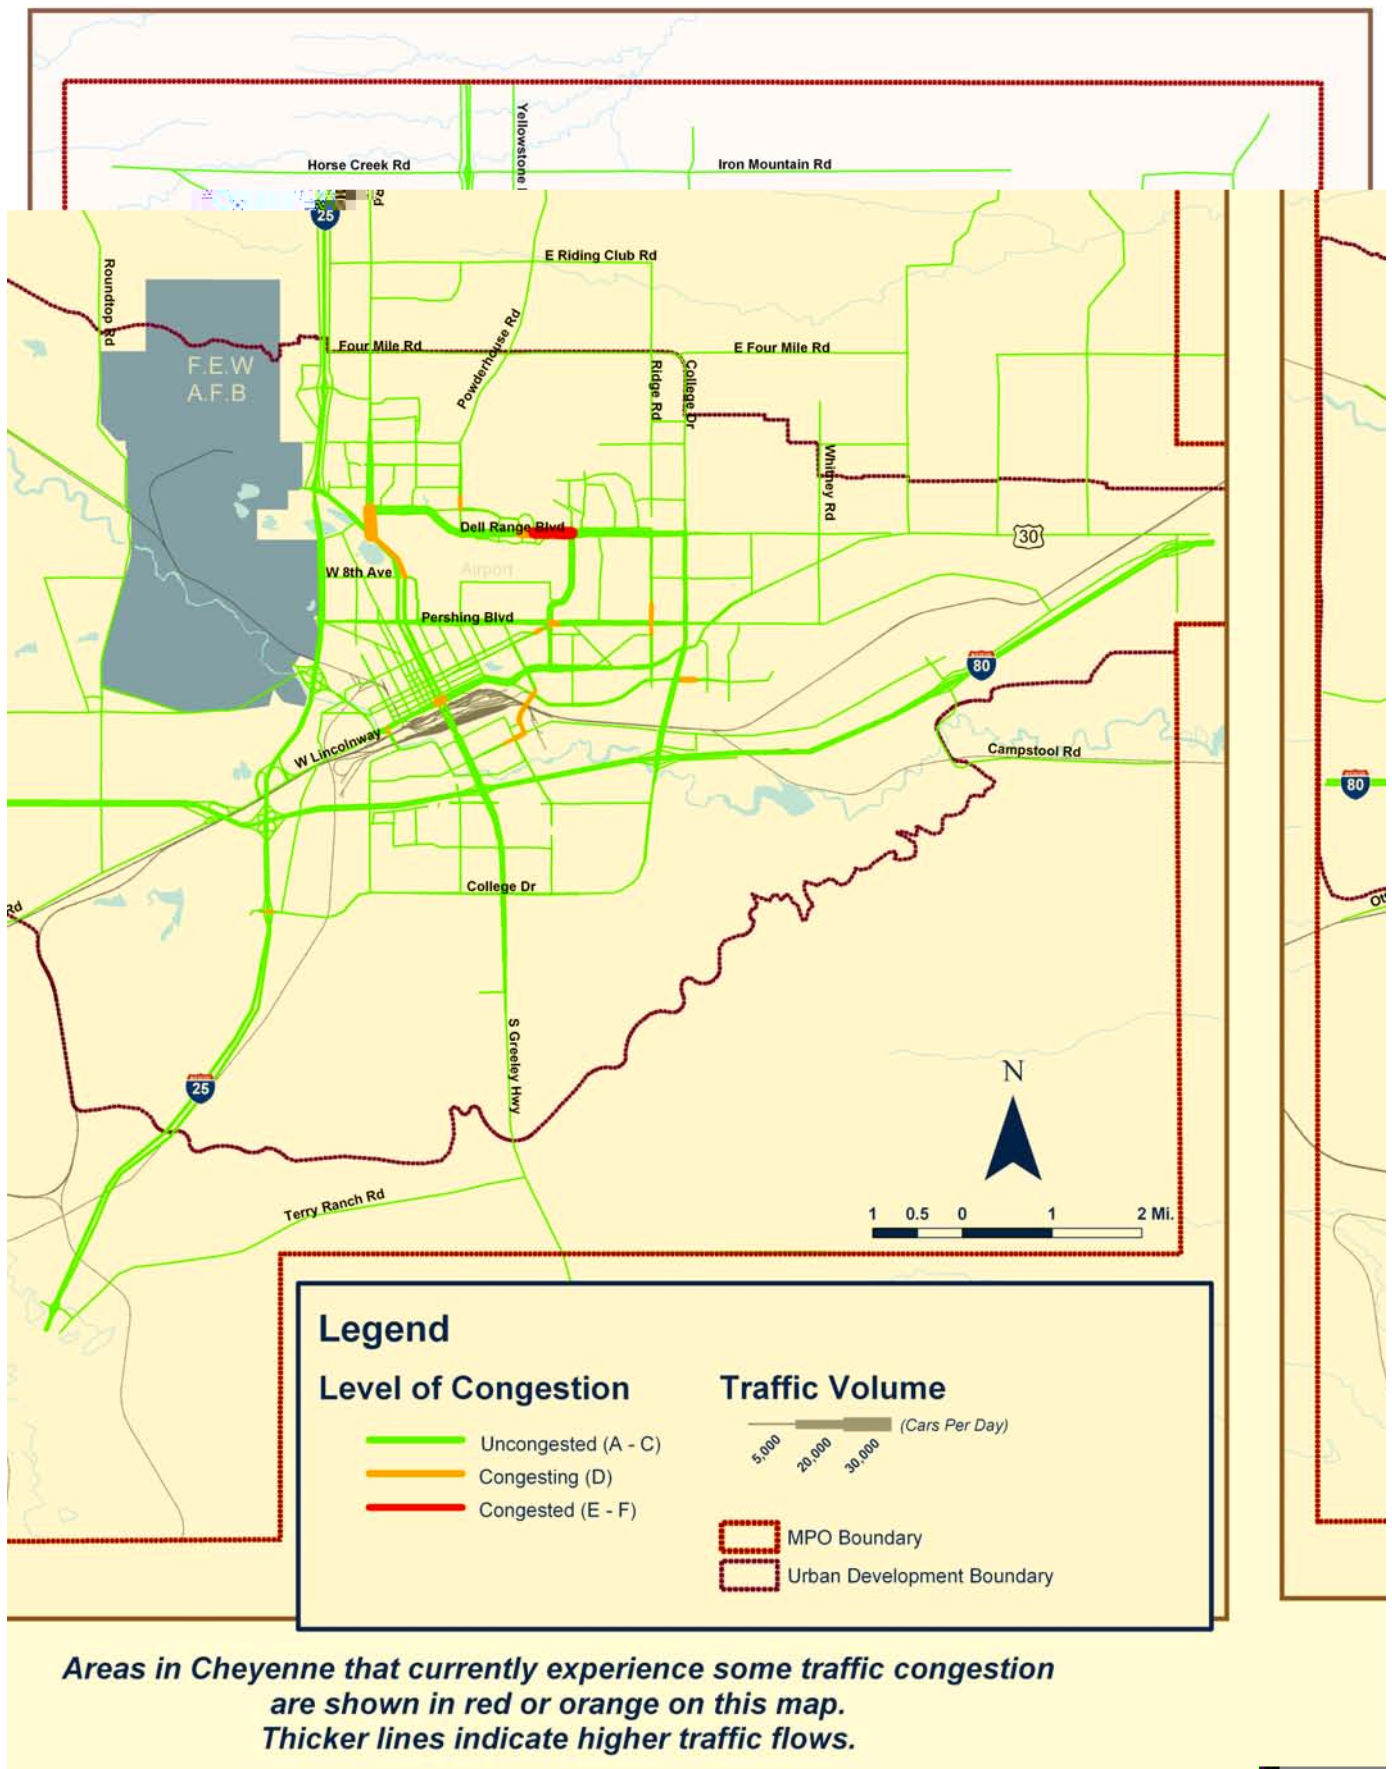 Yellowstone
Horse Creek Rd
Iron Mountain Rd
Rd
25
E Riding Club Rd
Roundtop Rd
Four Mile Rd
Powderhouse Rd
E Four Mile Rd
F.E.W
A.F.B
Ridge Rd
College Dr
Whitney Rd
Dell Range Blvd
30
W 8th Ave
Airport
Pershing Blvd
80
W Lincolnway
Campstool Rd
80
College Dr
Rd
S Greeley Hwy
25
N
Terry Ranch Rd
1 0.5 0 1 2 Mi.
Legend
Level of Congestion
Traffic Volume
(Cars Per Day)
5,000
20,000
30,000
Uncongested (A - C)
Congesting (D)
Congested (E - F)
MPO Boundary
Urban Development Boundary
Areas in Cheyenne that currently experience some traffic congestion
are shown in red or orange on this map.
Thicker lines indicate higher traffic flows.